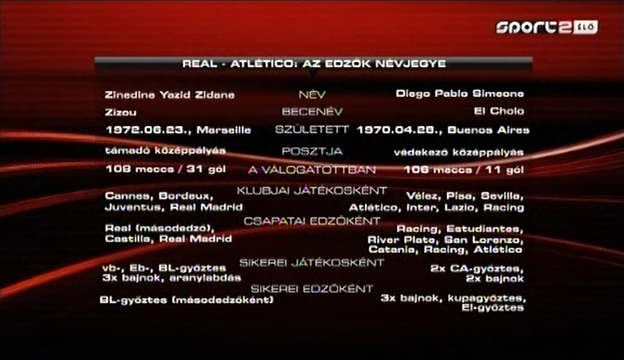 SPORT2 ÉLŐ
REAL - ATLÉTICO: AZ EDZŐK NÉVJEGYE
Zinedine Yazid Zidane NÉV Diego Pablo Simeone
Zizou BECENÉV El Cholo
1972.06.23., Marseille SZÜLETETT 1970.04.28., Buenos Aires
támadó középpályás POSZTJA védekező középpályás
108 meccs / 31 gól A VÁLOGATOTTBAN 106 meccs / 11 gól
KLUBJAI JÁTÉKOSKÉNT
Cannes, Bordeux, Vélez, Pisa, Sevilla,
Juventus, Real Madrid Atlético, Inter, Lazio, Racing
CSAPATAI EDZŐKÉNT
Real (másodedző), Racing, Estudiantes,
Castilla, Real Madrid River Plate, San Lorenzo,
Catania, Racing, Atlético
SIKEREI JÁTÉKOSKÉNT
vb-, Eb-, BL-győztes 2x CA-győztes,
3x bajnok, aranylabdás 2x bajnok
SIKEREI EDZŐKÉNT
BL-győztes (másodedzőként) 3x bajnok, kupagyőztes,
El-győztes